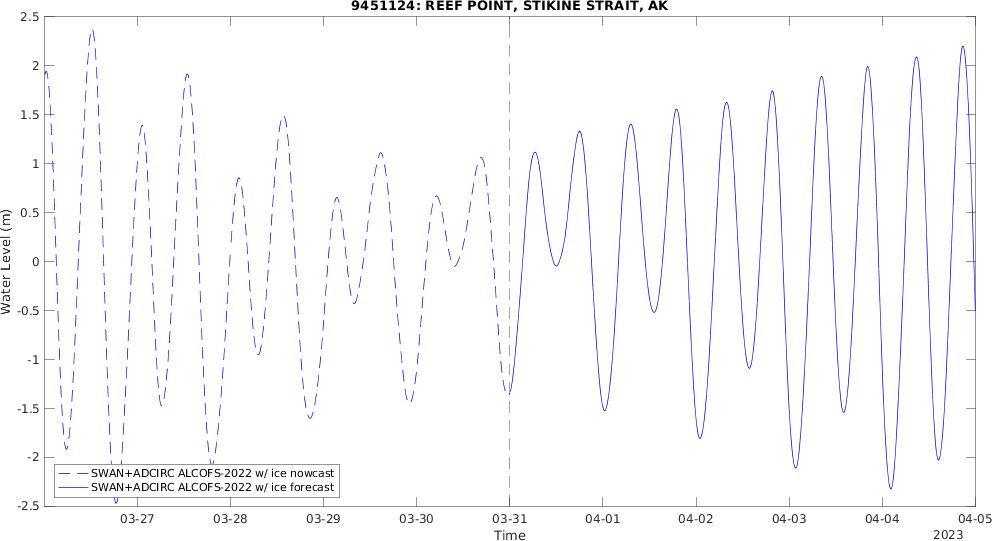 9451124: REEF POINT, STIKINE STRAIT, AK
2.5
2
1.5
1
0.5
0
-0.5
-1
-1.5
-2
-2.5
Water Level (m)
SWAN+ADCIRC ALCOFS-2022 w/ ice nowcast
SWAN+ADCIRC ALCOFS-2022 w/ ice forecast
03-27 03-28 03-29 03-30 03-31 04-01 04-02 04-03 04-04 04-05
Time
2023